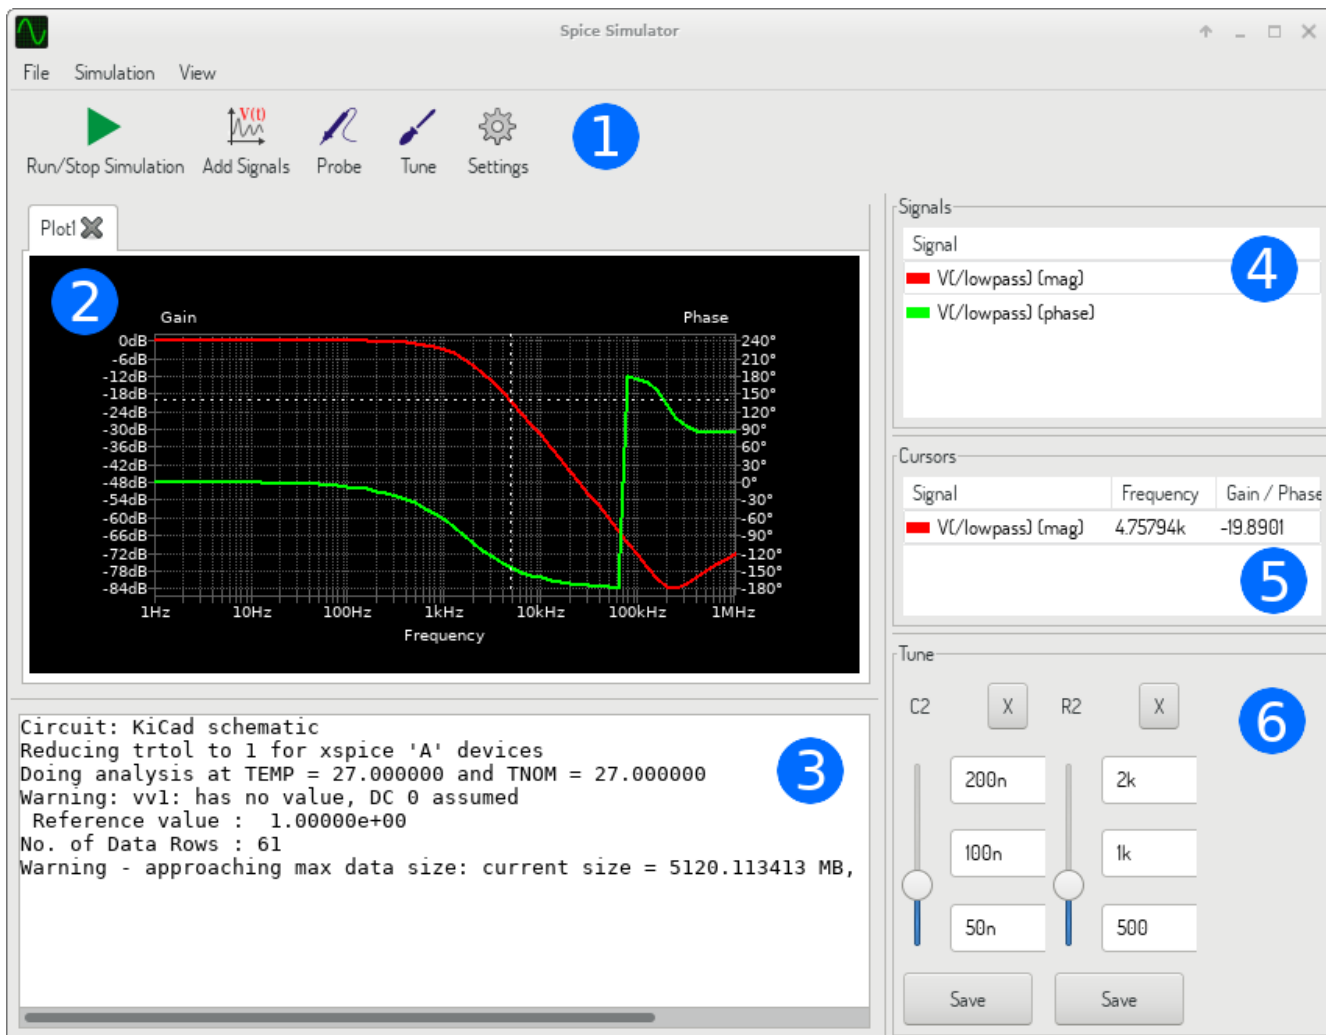 Spice Simulator
File Simulation View
Run/Stop Simulation Add Signals V(t) Probe Tune Settings
1
Plot1
2
Gain Phase
0dB 240°
-6dB 210°
-12dB 180°
-18dB 150°
-24dB 120°
-30dB 90°
-36dB 60°
-42dB 30°
-48dB 0°
-54dB -30°
-60dB -60°
-66dB -90°
-72dB -120°
-78dB -150°
-84dB -180°
1Hz 10Hz 100Hz 1kHz 10kHz 100kHz 1MHz
Frequency
Circuit: KiCad schematic
Reducing trtol to 1 for xspice 'A' devices
Doing analysis at TEMP = 27.000000 and TNOM = 27.000000
Warning: vv1: has no value, DC 0 assumed
Reference value : 1.00000e+00
No. of Data Rows : 61
Warning - approaching max data size: current size = 5120.113413 MB,
3
Signals
Signal
V(/lowpass) (mag)
V(/lowpass) (phase)
4
Cursors
Signal Frequency Gain / Phase
V(/lowpass) (mag) 4.75794k -19.8901
5
Tune
C2 X R2 X
6
200n 2k
100n 1k
50n 500
Save Save